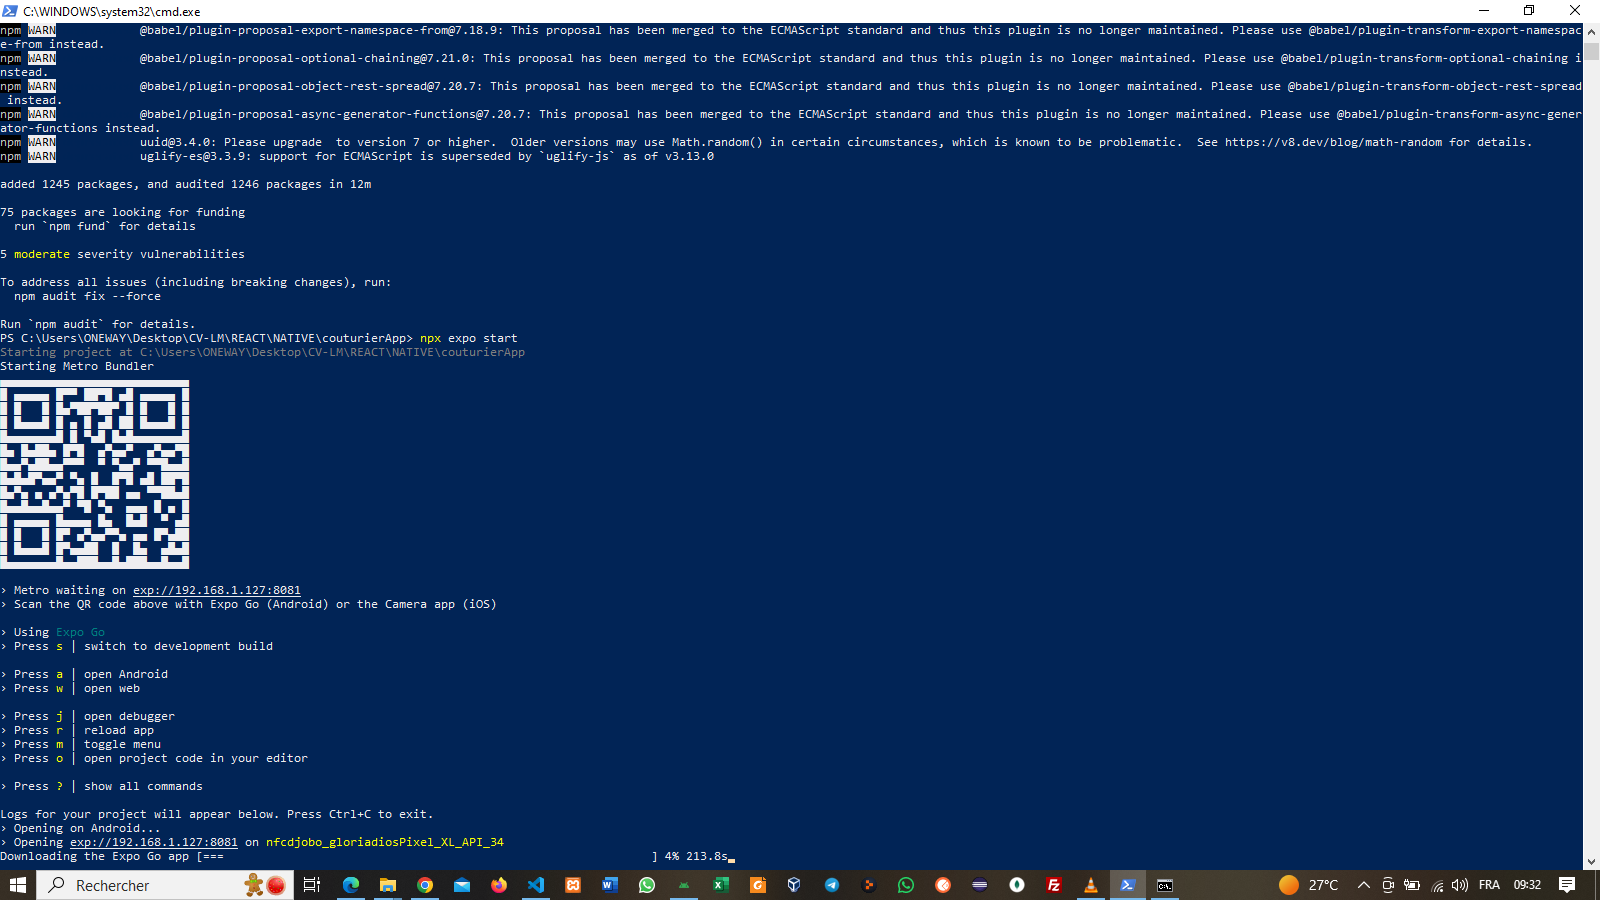 C:\WINDOWS\system32\cmd.exe
npm WARN @babel/plugin-proposal-export-namespace-from@7.18.9: This proposal has been merged to the ECMAScript standard and thus this plugin is no longer maintained. Please use @babel/plugin-transform-export-namespac
e-from instead.
npm WARN @babel/plugin-proposal-optional-chaining@7.21.0: This proposal has been merged to the ECMAScript standard and thus this plugin is no longer maintained. Please use @babel/plugin-transform-optional-chaining i
nstead.
npm WARN @babel/plugin-proposal-object-rest-spread@7.20.7: This proposal has been merged to the ECMAScript standard and thus this plugin is no longer maintained. Please use @babel/plugin-transform-object-rest-spread
instead.
npm WARN @babel/plugin-proposal-async-generator-functions@7.20.7: This proposal has been merged to the ECMAScript standard and thus this plugin is no longer maintained. Please use @babel/plugin-transform-async-gener
ator-functions instead.
npm WARN uuid@3.4.0: Please upgrade  to version 7 or higher.  Older versions may use Math.random() in certain circumstances, which is known to be problematic.  See https://v8.dev/blog/math-random for details.
npm WARN uglify-es@3.3.9: support for ECMAScript is superseded by `uglify-js` as of v3.13.0
added 1245 packages, and audited 1246 packages in 12m
75 packages are looking for funding
run `npm fund` for details
5 moderate severity vulnerabilities
To address all issues (including breaking changes), run:
npm audit fix --force
Run `npm audit` for details.
PS C:\Users\ONEWAY\Desktop\CV-LM\REACT\NATIVE\couturierApp> npx expo start
Starting project at C:\Users\ONEWAY\Desktop\CV-LM\REACT\NATIVE\couturierApp
Starting Metro Bundler
› Metro waiting on exp://192.168.1.127:8081
› Scan the QR code above with Expo Go (Android) or the Camera app (iOS)
› Using Expo Go
› Press s │ switch to development build
› Press a │ open Android
› Press w │ open web
› Press j │ open debugger
› Press r │ reload app
› Press m │ toggle menu
› Press o │ open project code in your editor
› Press ? │ show all commands
Logs for your project will appear below. Press Ctrl+C to exit.
› Opening on Android...
› Opening exp://192.168.1.127:8081 on nfcdjobo_gloriadiosPixel_XL_API_34
Downloading the Expo Go app [=== ] 4% 213.8s
Rechercher
27°C
FRA
09:32